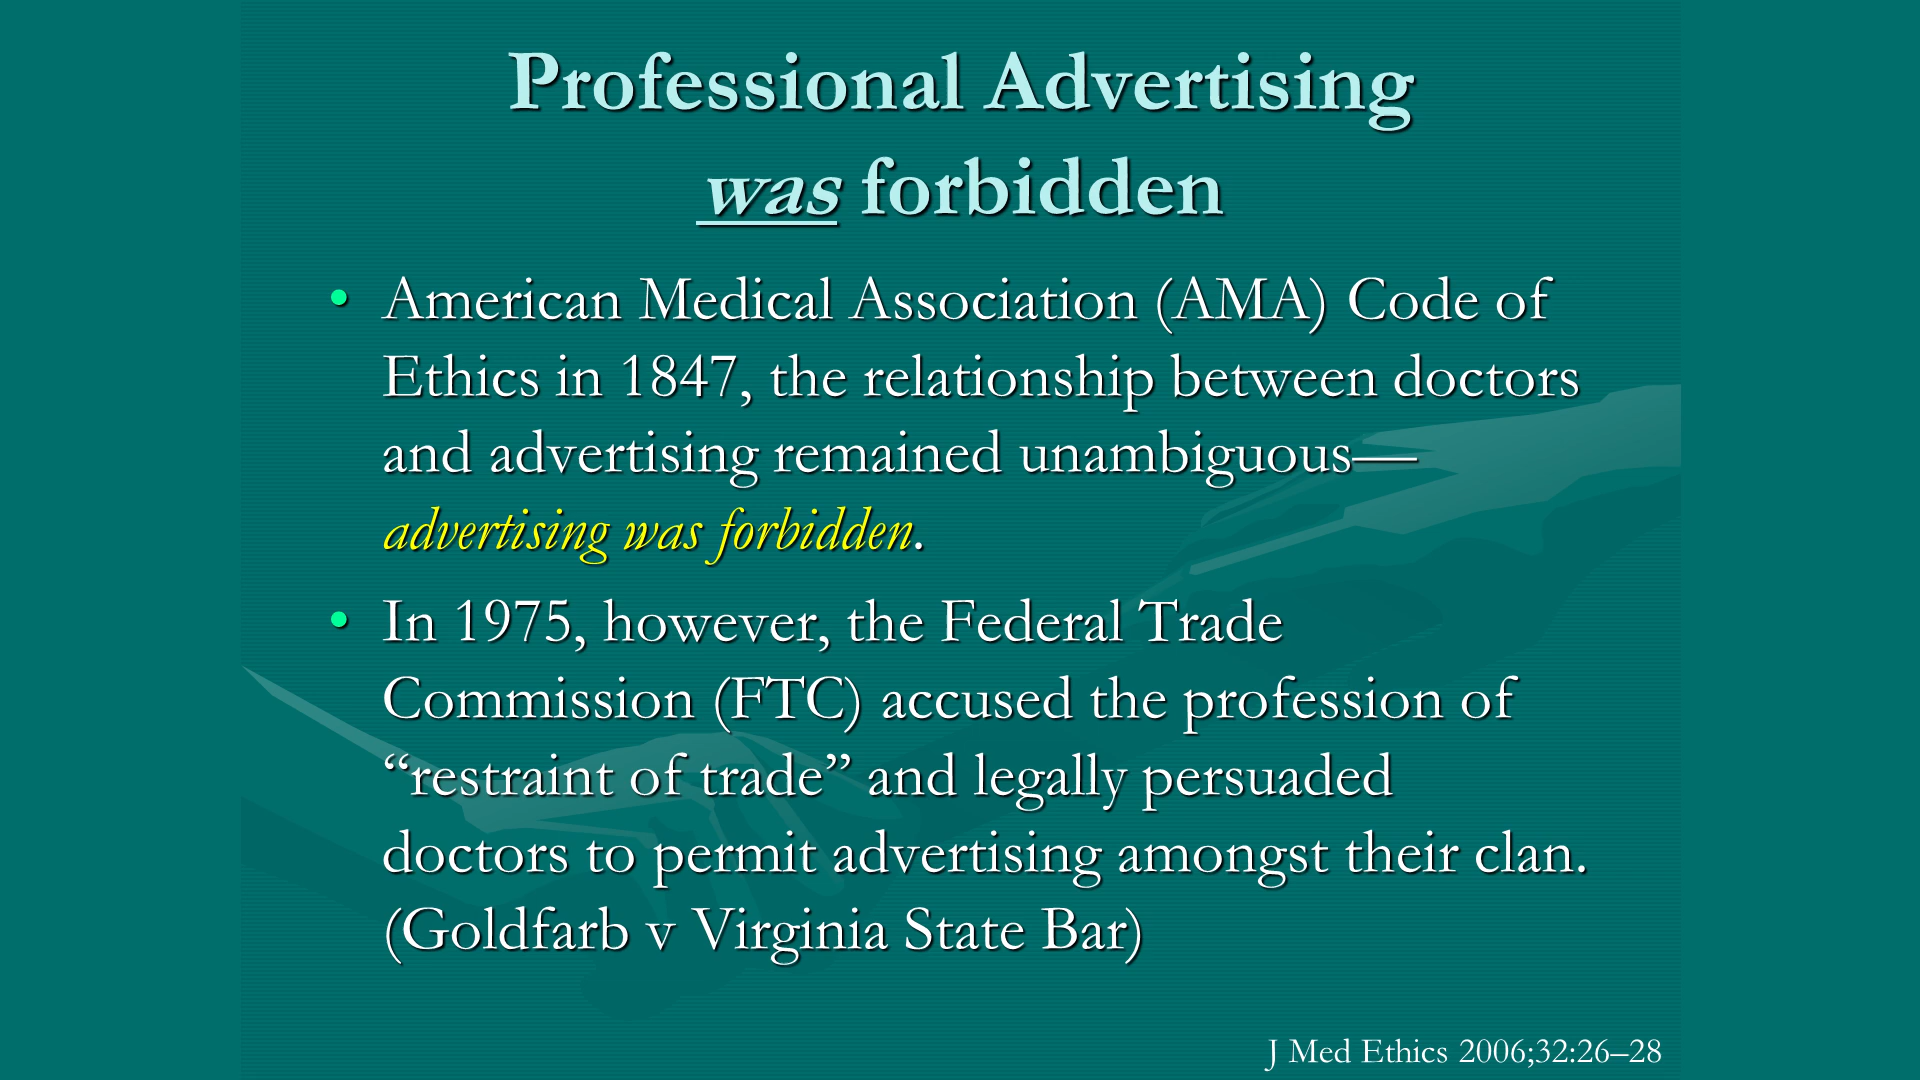 Professional Advertising
was forbidden
• American Medical Association (AMA) Code of
Ethics in 1847, the relationship between doctors
and advertising remained unambiguous—
advertising was forbidden.
• In 1975, however, the Federal Trade
Commission (FTC) accused the profession of
“restraint of trade” and legally persuaded
doctors to permit advertising amongst their clan.
(Goldfarb v Virginia State Bar)
J Med Ethics 2006;32:26–28